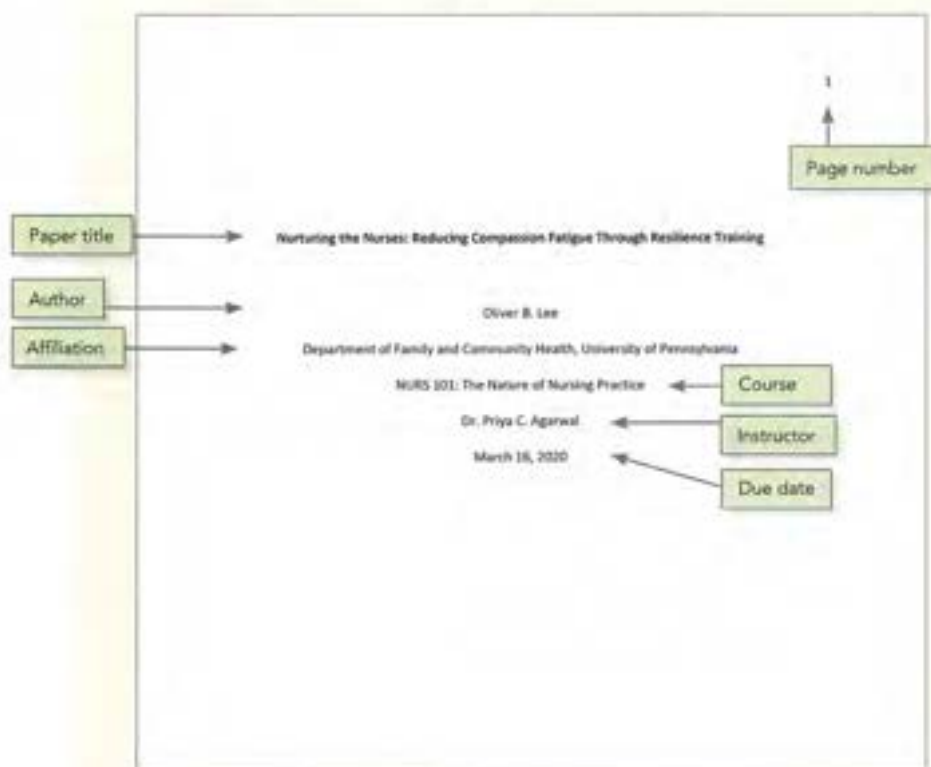 1
Page number
Paper title
Nurturing the Nurses: Reducing Compassion Fatigue Through Resilience Training
Author
Oliver B. Lee
Affiliation
Department of Family and Community Health, University of Pennsylvania
NURS 101: The Nature of Nursing Practice
Course
Dr. Priya C. Agarwal
Instructor
March 16, 2020
Due date